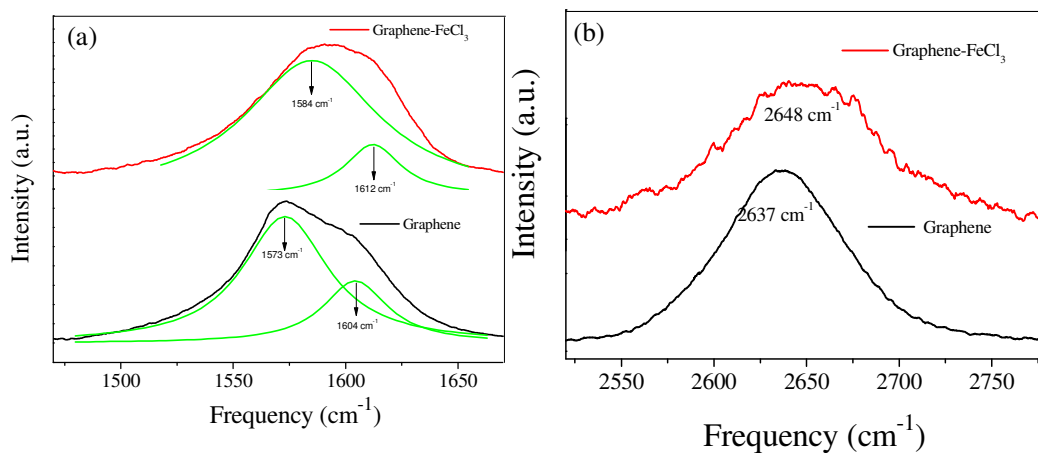 (a)
Graphene-FeCl₃
1584 cm⁻¹
1612 cm⁻¹
Graphene
1573 cm⁻¹
1604 cm⁻¹
Intensity (a.u.)
1500 1550 1600 1650
Frequency (cm⁻¹)
(b)
Graphene-FeCl₃
2648 cm⁻¹
2637 cm⁻¹
Graphene
Intensity (a.u.)
2550 2600 2650 2700 2750
Frequency (cm⁻¹)